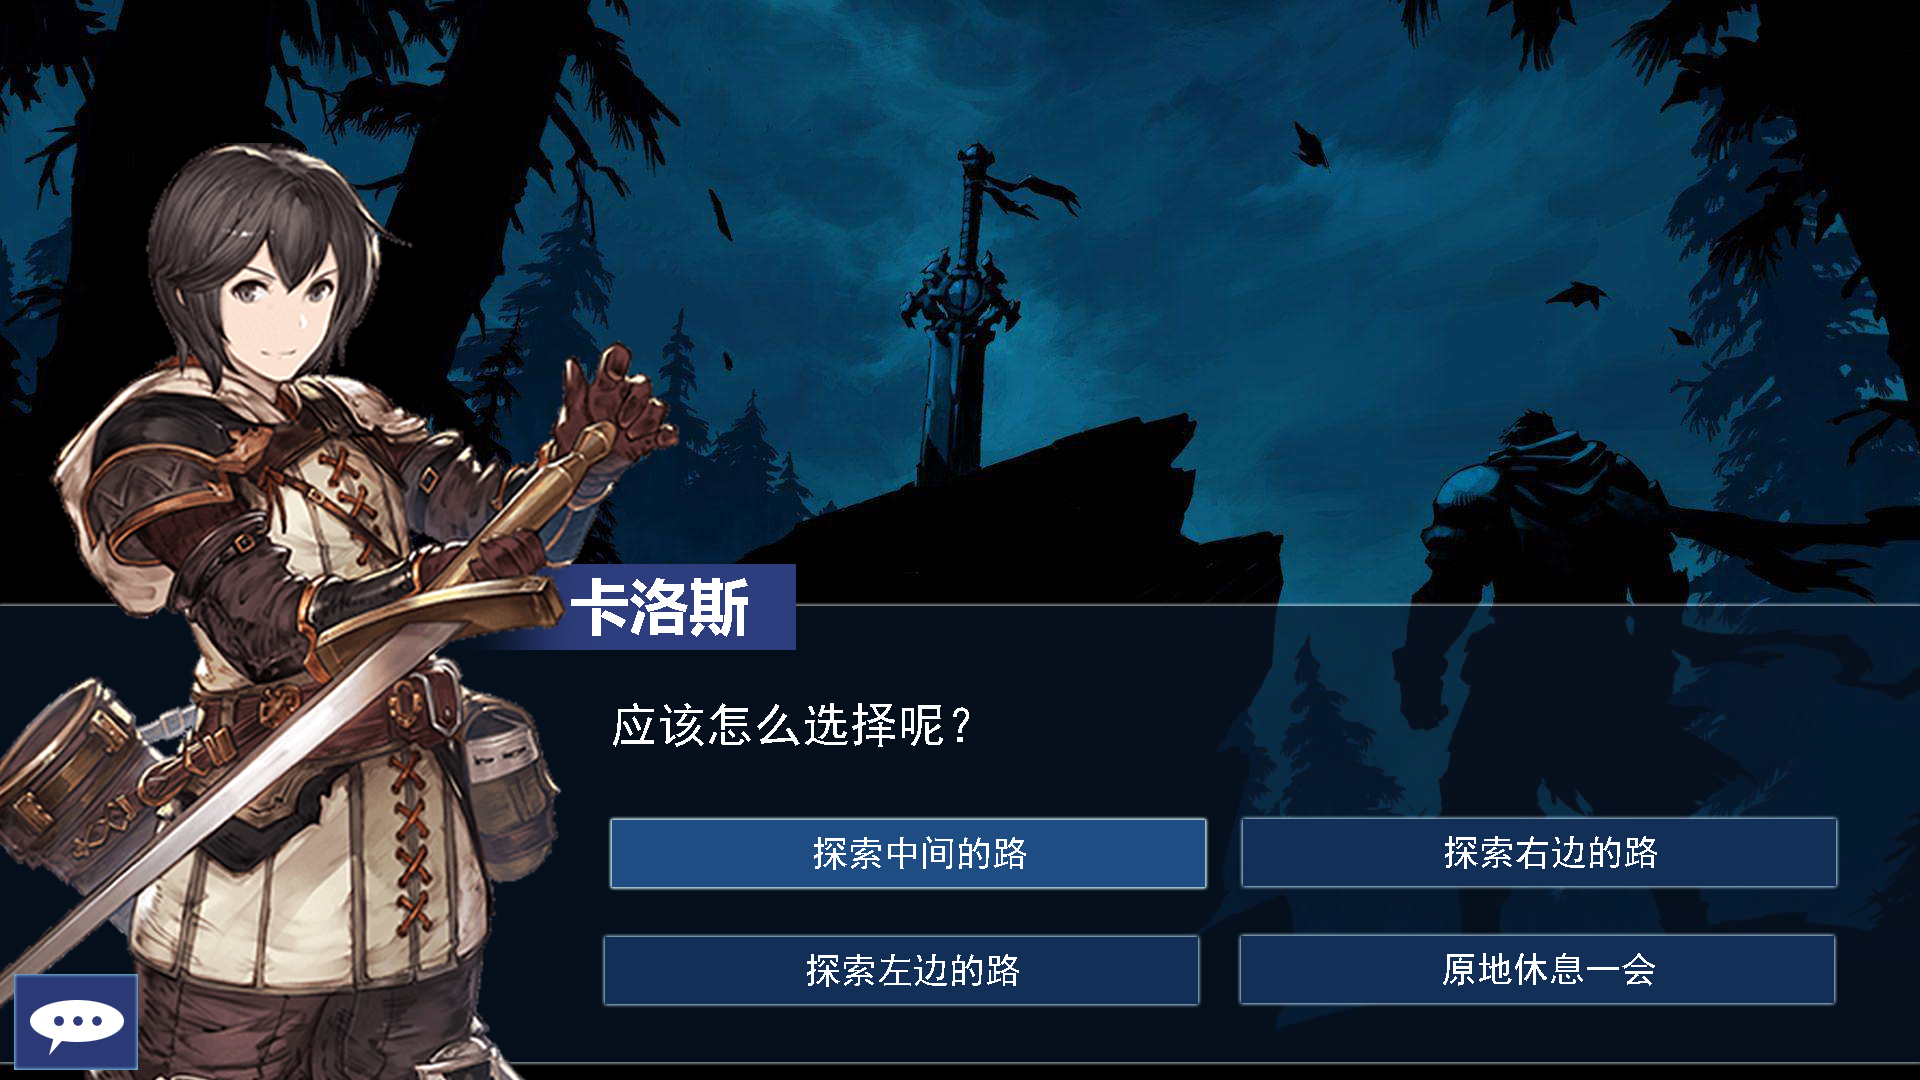 卡洛斯
应该怎么选择呢？
探索中间的路
探索右边的路
探索左边的路
原地休息一会